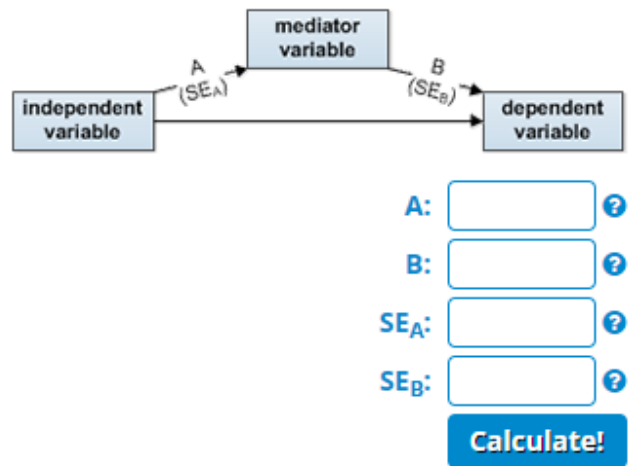 mediator
variable
A
(SEA)
B
(SEB)
independent
variable
dependent
variable
A:
?
B:
?
SEA:
?
SEB:
?
Calculate!